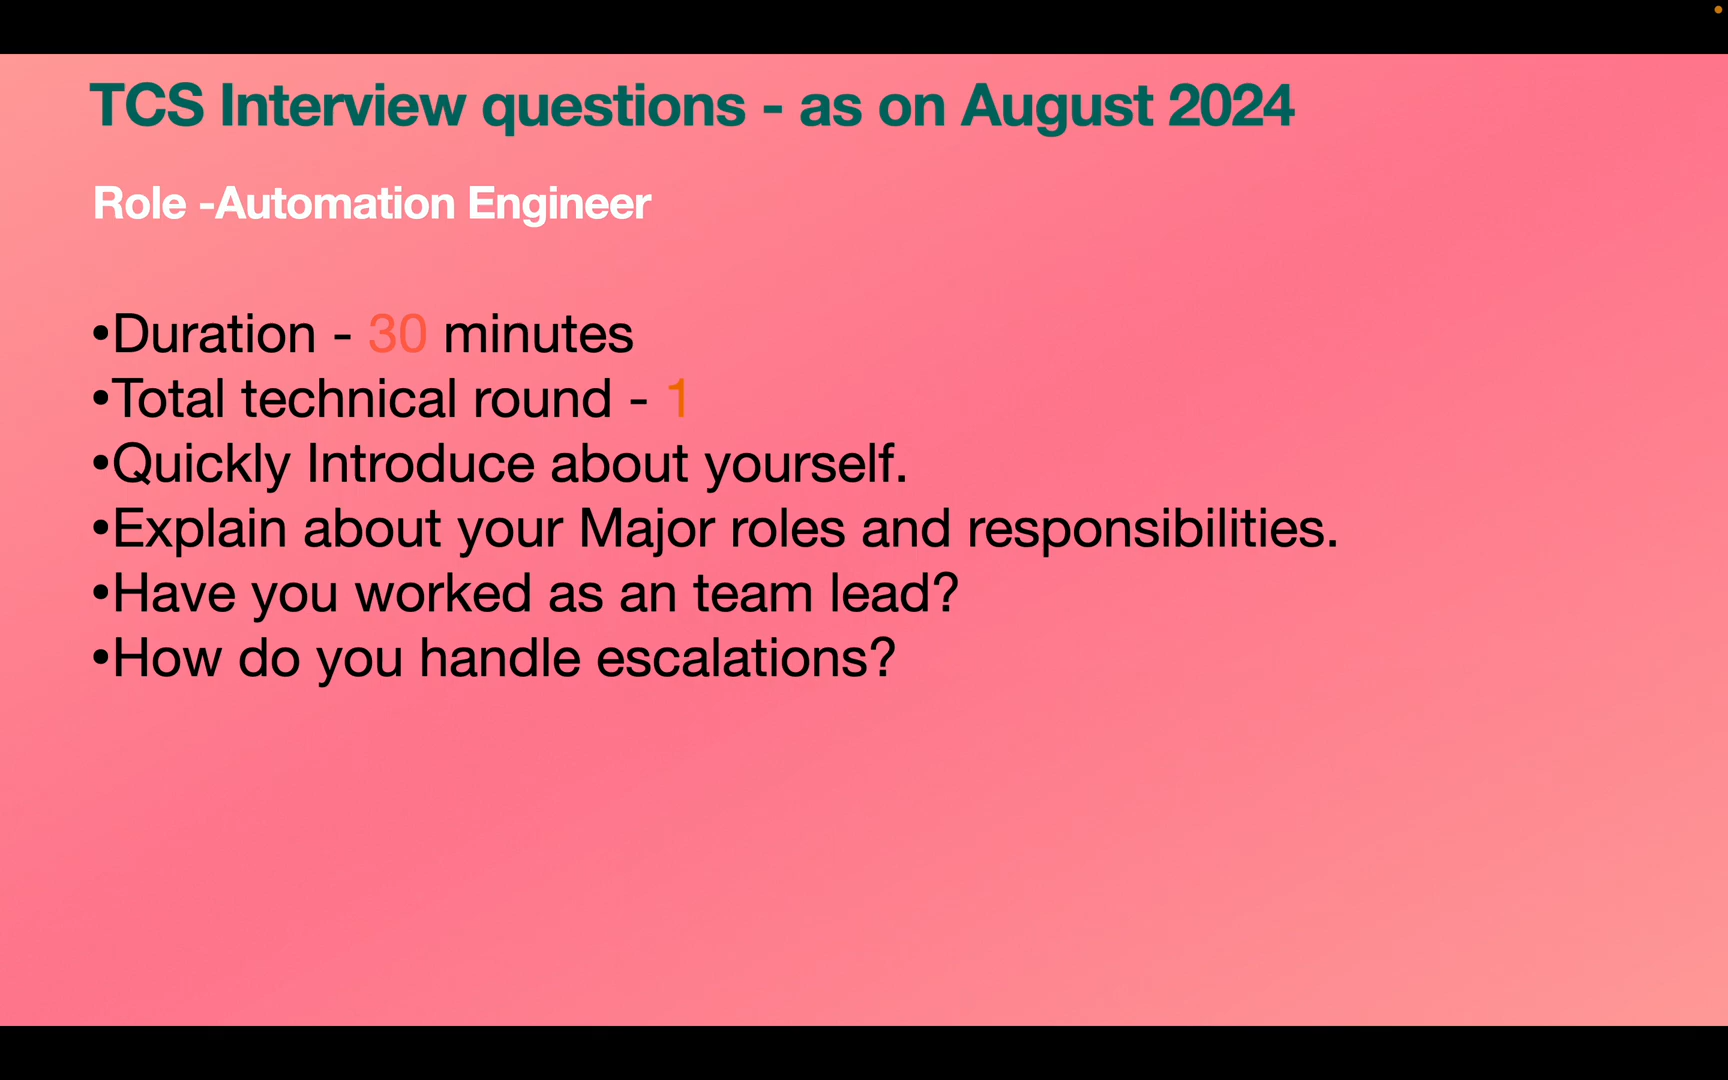 TCS Interview questions - as on August 2024
Role -Automation Engineer
•Duration - 30 minutes
•Total technical round - 1
•Quickly Introduce about yourself.
•Explain about your Major roles and responsibilities.
•Have you worked as an team lead?
•How do you handle escalations?